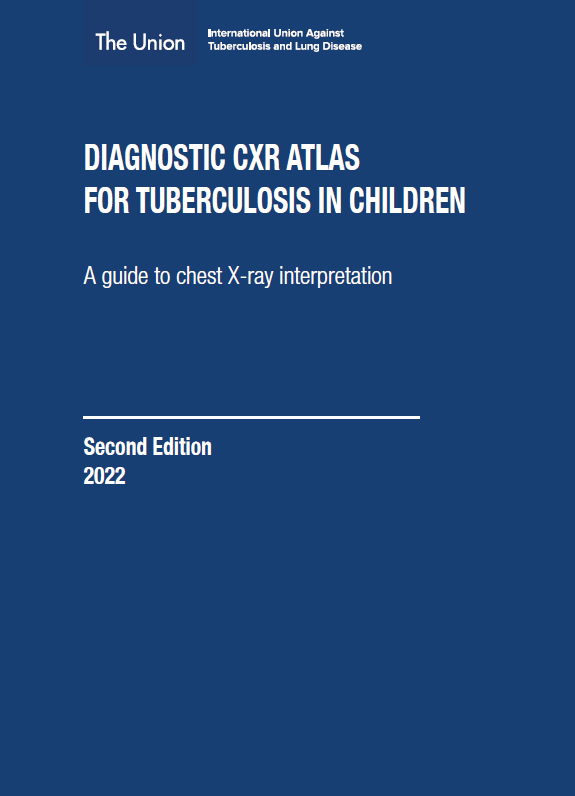 The Union
International Union Against
Tuberculosis and Lung Disease
DIAGNOSTIC CXR ATLAS
FOR TUBERCULOSIS IN CHILDREN
A guide to chest X-ray interpretation
Second Edition
2022